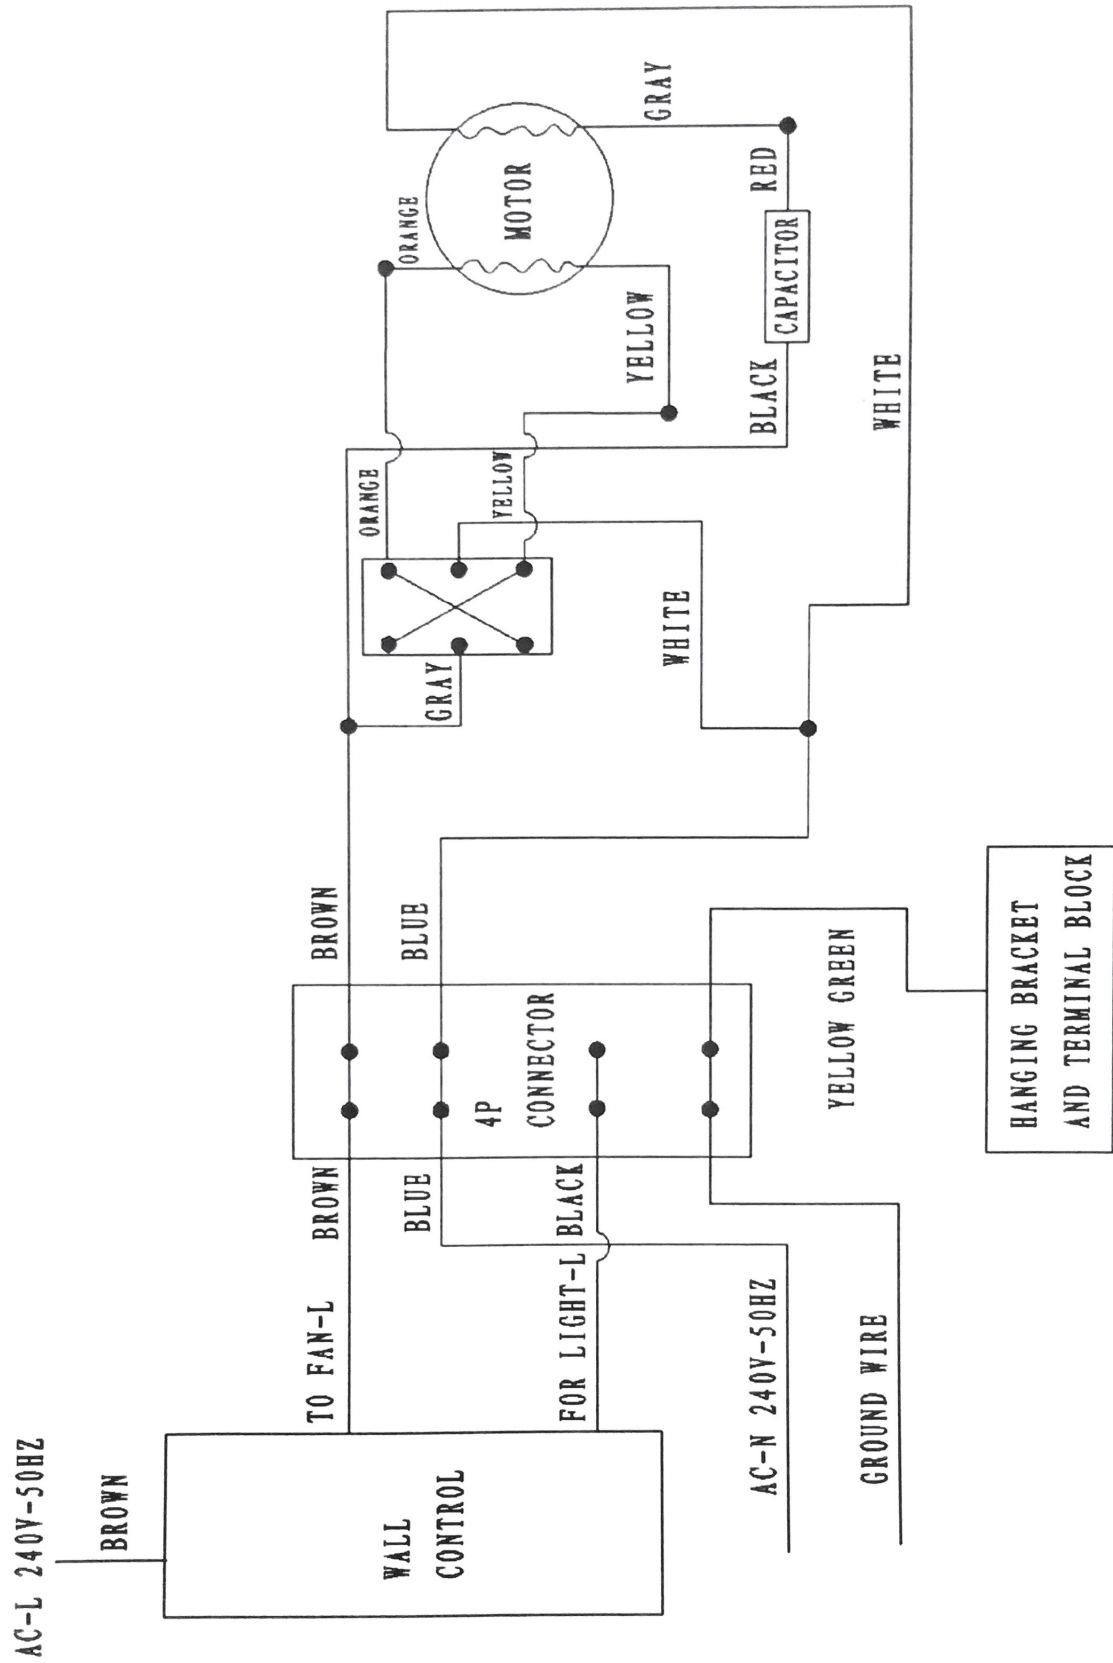 AC-L 240V-50HZ
BROWN
WALL
CONTROL
TO FAN-L
FOR LIGHT-L
AC-N 240V-50HZ
GROUND WIRE
BROWN
BLUE
BLACK
4P
CONNECTOR
BROWN
BLUE
YELLOW GREEN
HANGING BRACKET
AND TERMINAL BLOCK
GRAY
WHITE
ORANGE
YELLOW
BLACK
WHITE
YELLOW
CAPACITOR
ORANGE
MOTOR
RED
GRAY